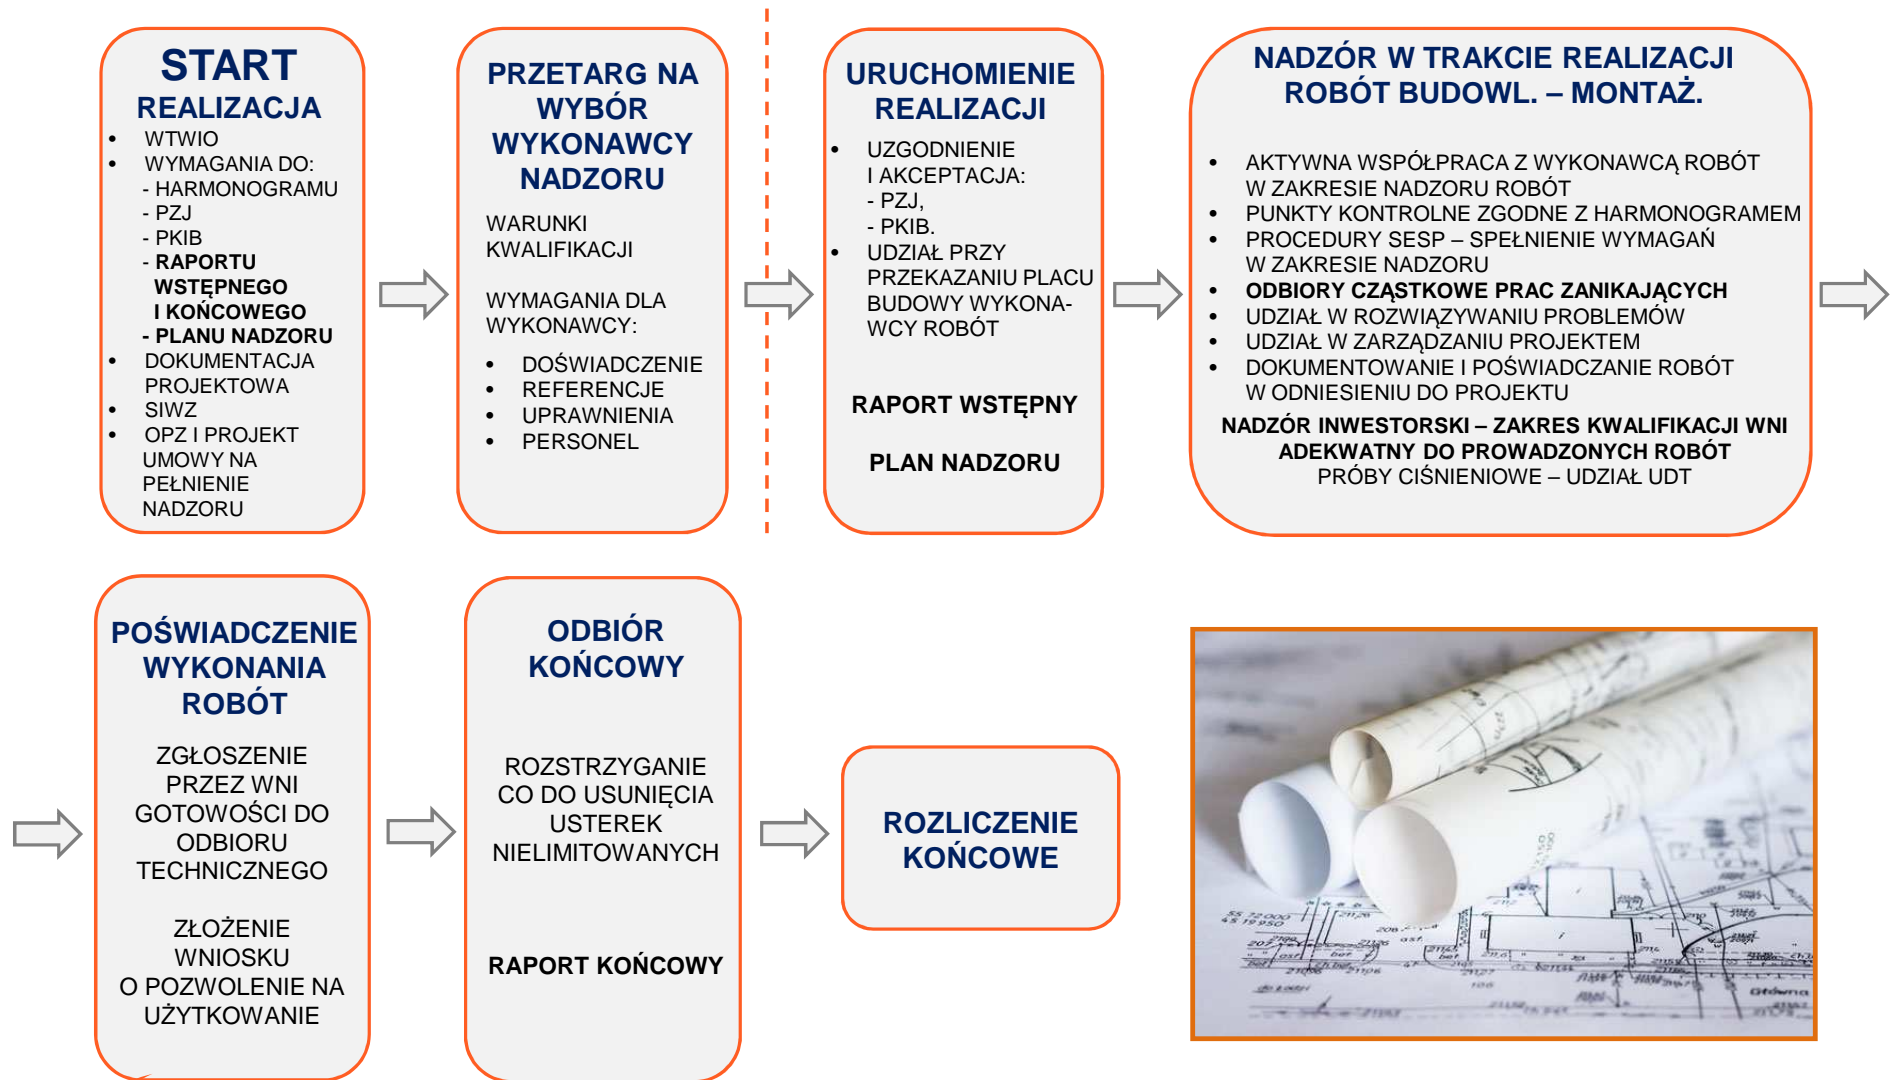 START
REALIZACJA
• WTWIO
• WYMAGANIA DO:
- HARMONOGRAMU
- PZJ
- PKIB
- RAPORTU
WSTĘPNEGO
I KOŃCOWEGO
- PLANU NADZORU
• DOKUMENTACJA
PROJEKTOWA
• SIWZ
• OPZ I PROJEKT
UMOWY NA
PEŁNIENIE
NADZORU
PRZETARG NA
WYBÓR
WYKONAWCY
NADZORU
WARUNKI
KWALIFIKACJI
WYMAGANIA DLA
WYKONAWCY:
• DOŚWIADCZENIE
• REFERENCJE
• UPRAWNIENIA
• PERSONEL
URUCHOMIENIE
REALIZACJI
• UZGODNIENIE
I AKCEPTACJA:
- PZJ,
- PKIB.
• UDZIAŁ PRZY
PRZEKAZANIU PLACU
BUDOWY WYKONA-
WCY ROBÓT
RAPORT WSTĘPNY
PLAN NADZORU
NADZÓR W TRAKCIE REALIZACJI
ROBÓT BUDOWL. – MONTAŻ.
• AKTYWNA WSPÓŁPRACA Z WYKONAWCĄ ROBÓT
W ZAKRESIE NADZORU ROBÓT
• PUNKTY KONTROLNE ZGODNE Z HARMONOGRAMEM
• PROCEDURY SESP – SPEŁNIENIE WYMAGAŃ
W ZAKRESIE NADZORU
• ODBIORY CZĄSTKOWE PRAC ZANIKAJĄCYCH
• UDZIAŁ W ROZWIĄZYWANIU PROBLEMÓW
• UDZIAŁ W ZARZĄDZANIU PROJEKTEM
• DOKUMENTOWANIE I POŚWIADCZANIE ROBÓT
W ODNIESIENIU DO PROJEKTU
NADZÓR INWESTORSKI – ZAKRES KWALIFIKACJI WNI
ADEKWATNY DO PROWADZONYCH ROBÓT
PRÓBY CIŚNIENIOWE – UDZIAŁ UDT
POŚWIADCZENIE
WYKONANIA
ROBÓT
ZGŁOSZENIE
PRZEZ WNI
GOTOWOŚCI DO
ODBIORU
TECHNICZNEGO
ZŁOŻENIE
WNIOSKU
O POZWOLENIE NA
UŻYTKOWANIE
ODBIÓR
KOŃCOWY
ROZSTRZYGANIE
CO DO USUNIĘCIA
USTEREK
NIELIMITOWANYCH
RAPORT KOŃCOWY
ROZLICZENIE
KOŃCOWE
55 72 000
45 19 950
Główna